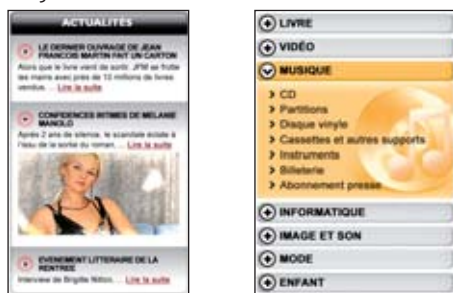 ACTUALITÉS
LE DERNIER OUVRAGE DE JEAN
FRANCOIS MARTIN FAIT UN CARTON
Alors que le livre vient de sortir, JFM se frotte
les mains avec près de 10 millions de livres
vendus. ... Lire la suite
CONFIDENCES INTIMES DE MELANIE
MANOLO
Après 2 ans de silence, le scandale éclate à
l'eau de la sortie du roman. ... Lire la suite
EVENEMENT LITTERAIRE DE LA
RENTREE
Interview de Brigitte ... Lire la suite
LIVRE
VIDÉO
MUSIQUE
CD
Partitions
Disque vinyle
Cassettes et autres supports
Instruments
Billeterie
Abonnement presse
INFORMATIQUE
IMAGE ET SON
MODE
ENFANT